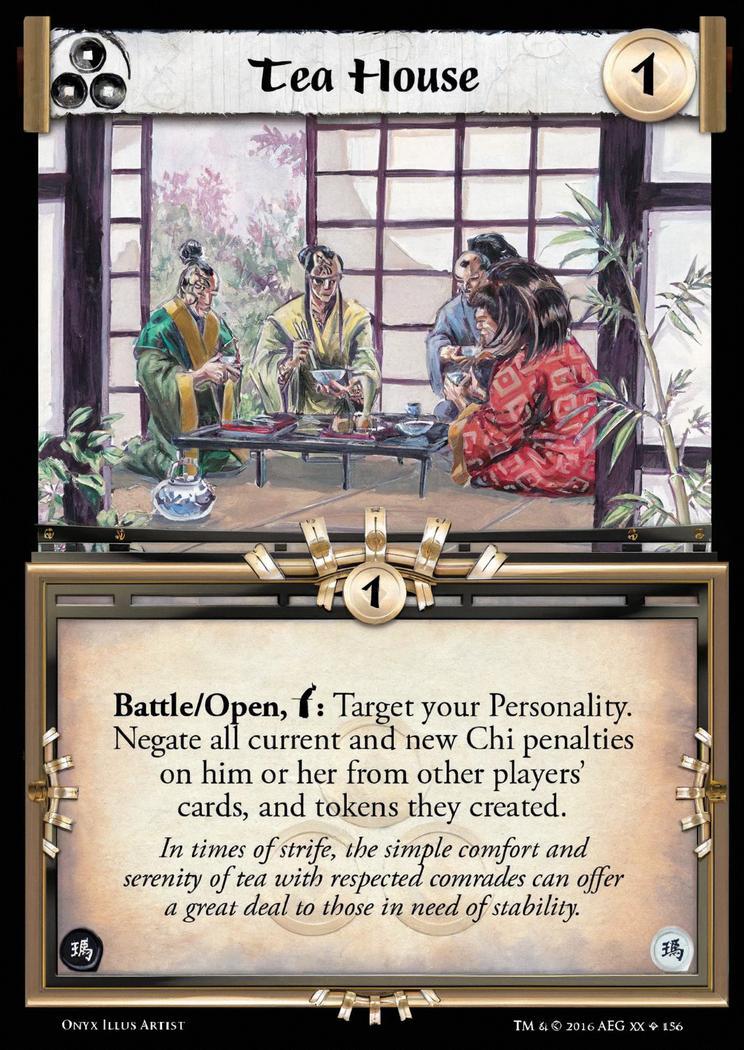 Tea House
1
1
Battle/Open, : Target your Personality.
Negate all current and new Chi penalties
on him or her from other players'
cards, and tokens they created.
In times of strife, the simple comfort and
serenity of tea with respected comrades can offer
a great deal to those in need of stability.
瑪 瑪
Onyx Illus Artist
TM & © 2016 AEG XX ✥ 156